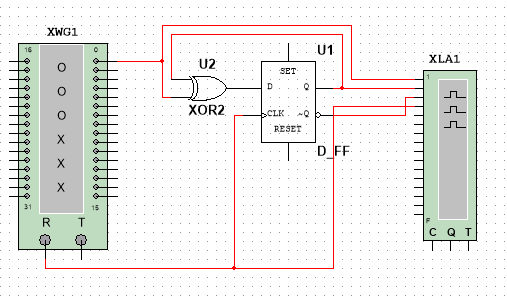 XWG1
16 0
O
O
O
X
X
X
31 15
R T
U2
XOR2
U1
SET
D Q
CLK ~Q
RESET
D_FF
XLA1
1
F
C Q T